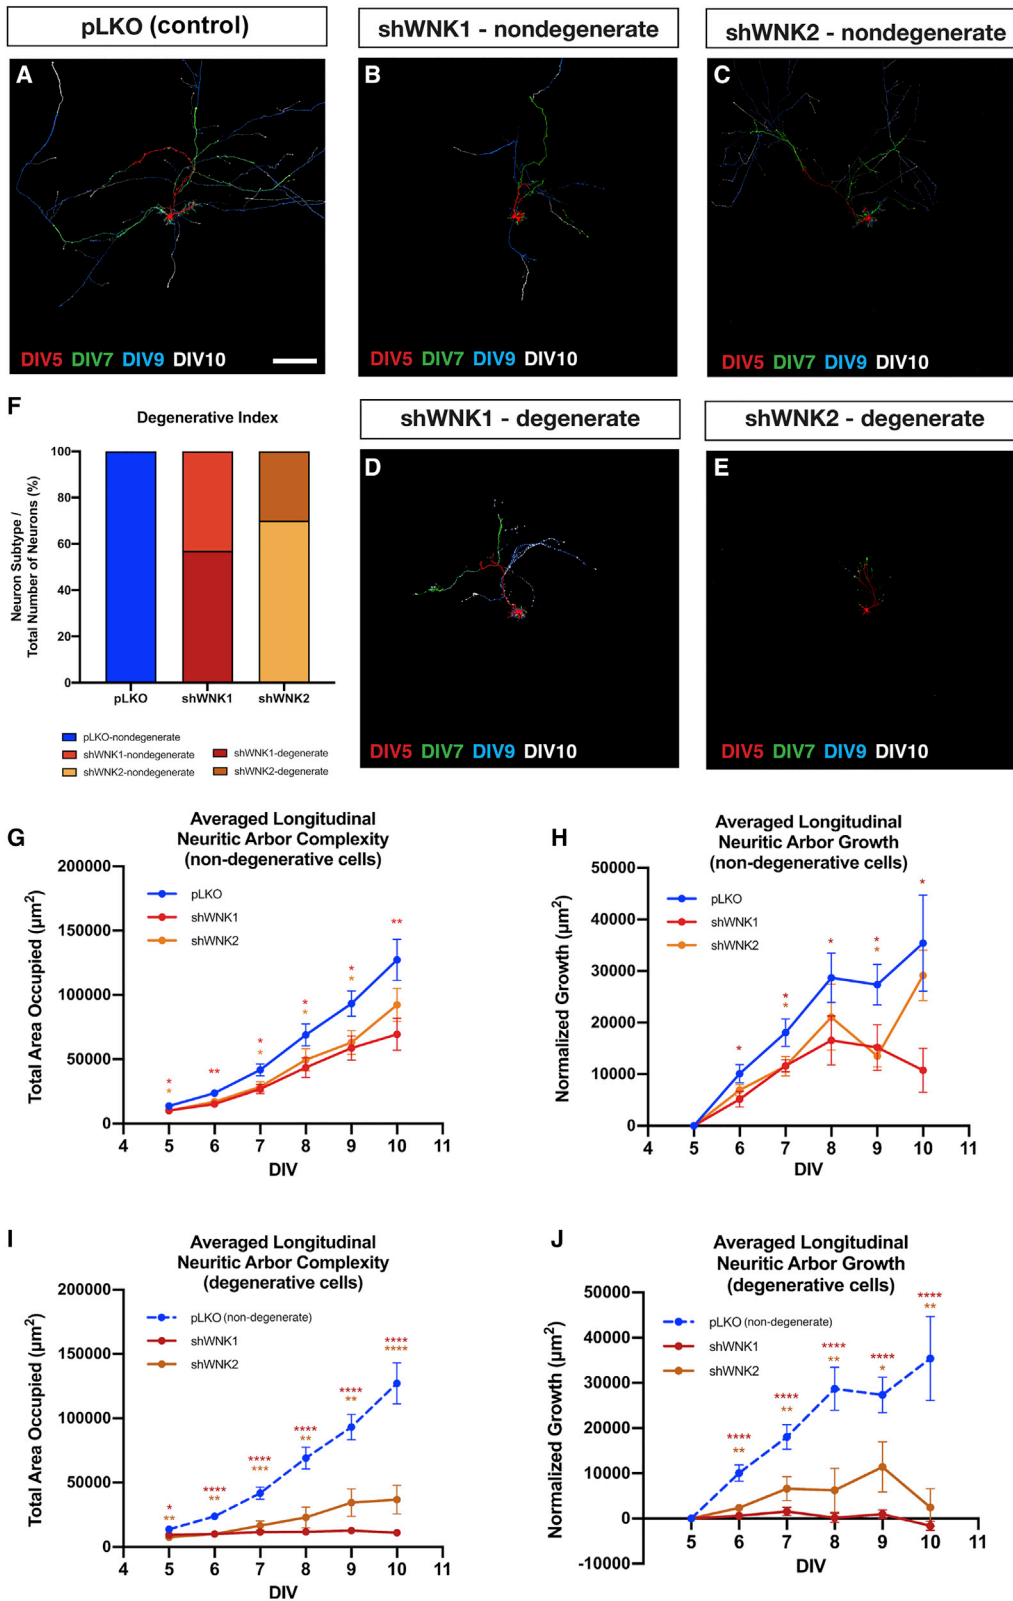 pLKO (control)
shWNK1 - nondegenerate
shWNK2 - nondegenerate
A
B
C
DIV5 DIV7 DIV9 DIV10
DIV5 DIV7 DIV9 DIV10
DIV5 DIV7 DIV9 DIV10
F
Degenerative Index
Neuron Subtype /
Total Number of Neurons (%)
100
80
60
40
20
0
pLKO
shWNK1
shWNK2
pLKO-nondegenerate
shWNK1-nondegenerate
shWNK2-nondegenerate
shWNK1-degenerate
shWNK2-degenerate
shWNK1 - degenerate
shWNK2 - degenerate
D
E
DIV5 DIV7 DIV9 DIV10
DIV5 DIV7 DIV9 DIV10
G
Averaged Longitudinal
Neuritic Arbor Complexity
(non-degenerative cells)
Total Area Occupied (µm²)
200000
150000
100000
50000
0
pLKO
shWNK1
shWNK2
*
*
**
*
*
*
*
*
*
**
4 5 6 7 8 9 10 11
DIV
H
Averaged Longitudinal
Neuritic Arbor Growth
(non-degenerative cells)
Normalized Growth (µm²)
50000
40000
30000
20000
10000
0
pLKO
shWNK1
shWNK2
*
*
*
*
*
*
*
4 5 6 7 8 9 10 11
DIV
I
Averaged Longitudinal
Neuritic Arbor Complexity
(degenerative cells)
Total Area Occupied (µm²)
200000
150000
100000
50000
0
pLKO (non-degenerate)
shWNK1
shWNK2
*
**
****
**
****
***
****
**
****
**
****
****
4 5 6 7 8 9 10 11
DIV
J
Averaged Longitudinal
Neuritic Arbor Growth
(degenerative cells)
Normalized Growth (µm²)
50000
40000
30000
20000
10000
0
-10000
pLKO (non-degenerate)
shWNK1
shWNK2
****
**
****
**
****
**
****
*
****
**
4 5 6 7 8 9 10 11
DIV